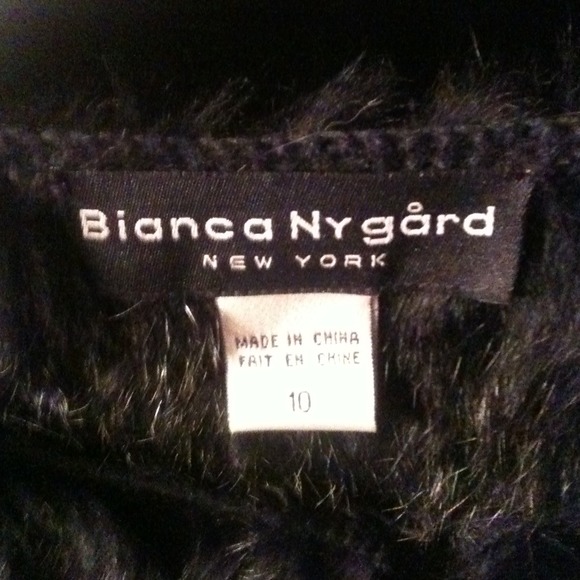 Bianca Nygård
NEW YORK
MADE IN CHINA
FAIT EN CHINE
10